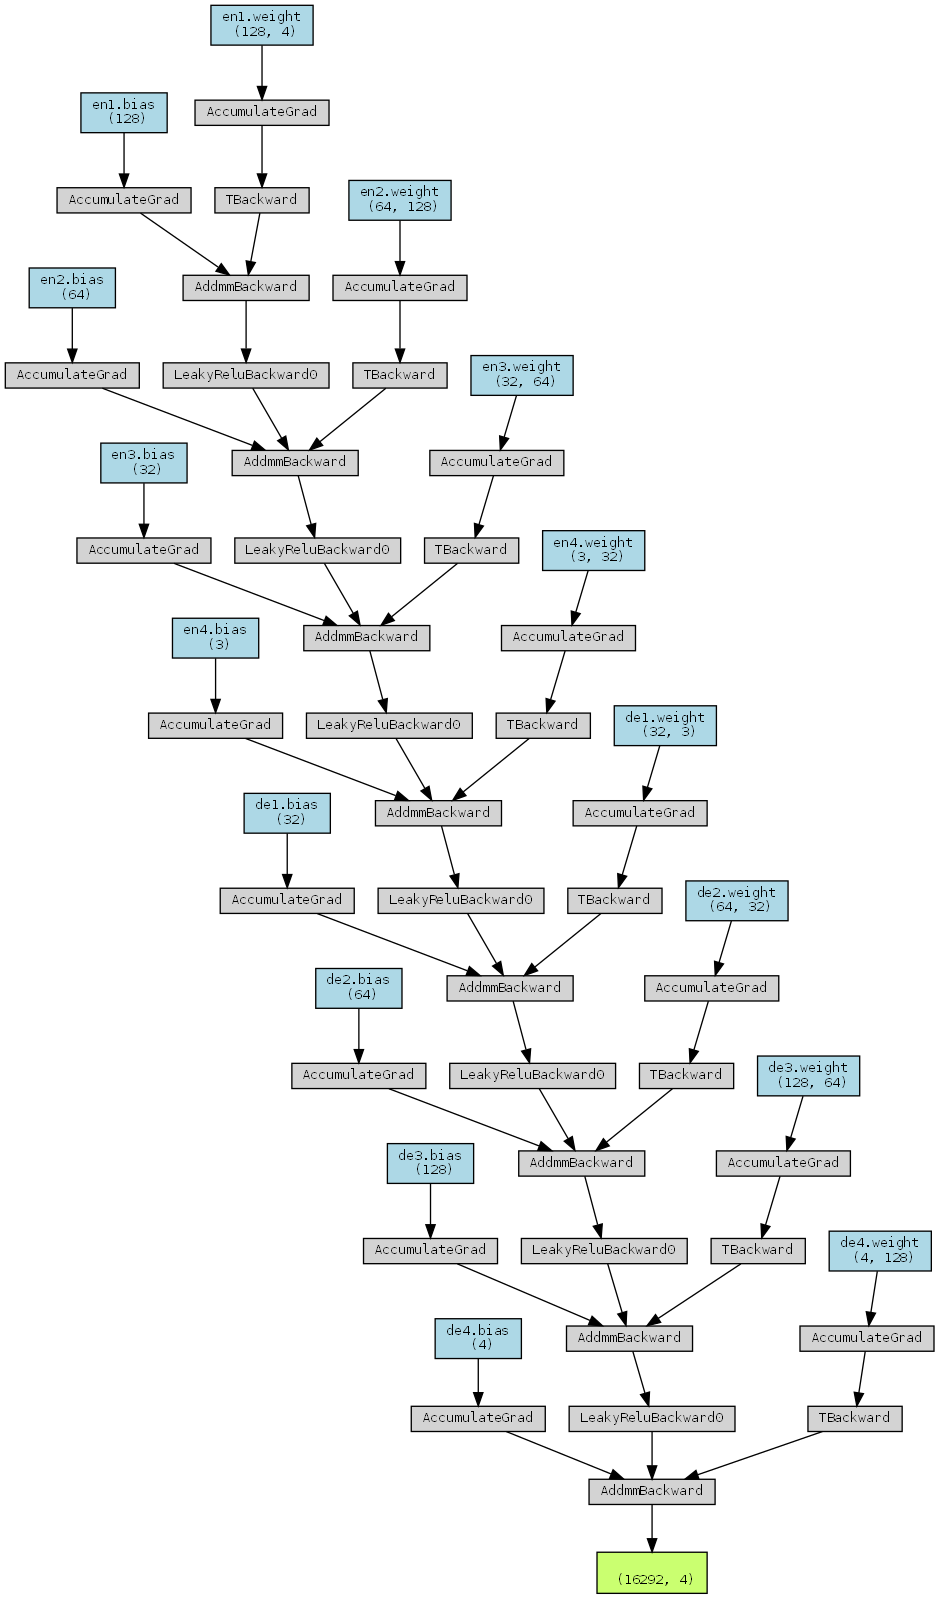 en1.weight
(128, 4)
en1.bias
(128)
AccumulateGrad
AccumulateGrad
TBackward
en2.weight
(64, 128)
en2.bias
(64)
AddmmBackward
AccumulateGrad
AccumulateGrad
LeakyReluBackward0
TBackward
en3.weight
(32, 64)
en3.bias
(32)
AddmmBackward
AccumulateGrad
AccumulateGrad
LeakyReluBackward0
TBackward
en4.weight
(3, 32)
en4.bias
(3)
AddmmBackward
AccumulateGrad
AccumulateGrad
LeakyReluBackward0
TBackward
de1.weight
(32, 3)
de1.bias
(32)
AddmmBackward
AccumulateGrad
AccumulateGrad
LeakyReluBackward0
TBackward
de2.weight
(64, 32)
de2.bias
(64)
AddmmBackward
AccumulateGrad
AccumulateGrad
LeakyReluBackward0
TBackward
de3.weight
(128, 64)
de3.bias
(128)
AddmmBackward
AccumulateGrad
AccumulateGrad
LeakyReluBackward0
TBackward
de4.weight
(4, 128)
de4.bias
(4)
AddmmBackward
AccumulateGrad
AccumulateGrad
LeakyReluBackward0
TBackward
AddmmBackward
(16292, 4)